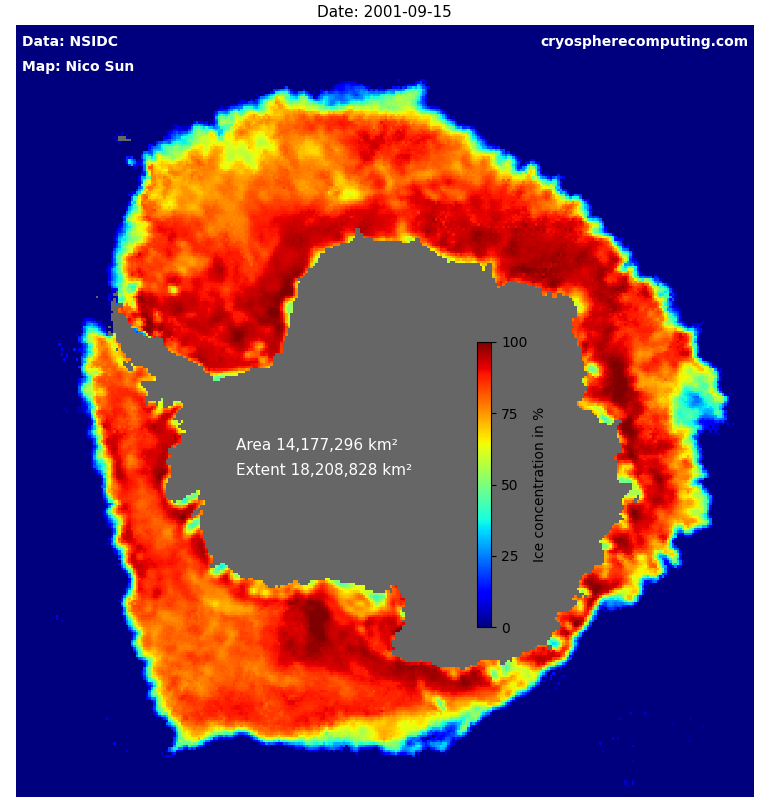 Date: 2001-09-15
Data: NSIDC
cryospherecomputing.com
Map: Nico Sun
100
75
50
25
0
Ice concentration in %
Area 14,177,296 km²
Extent 18,208,828 km²